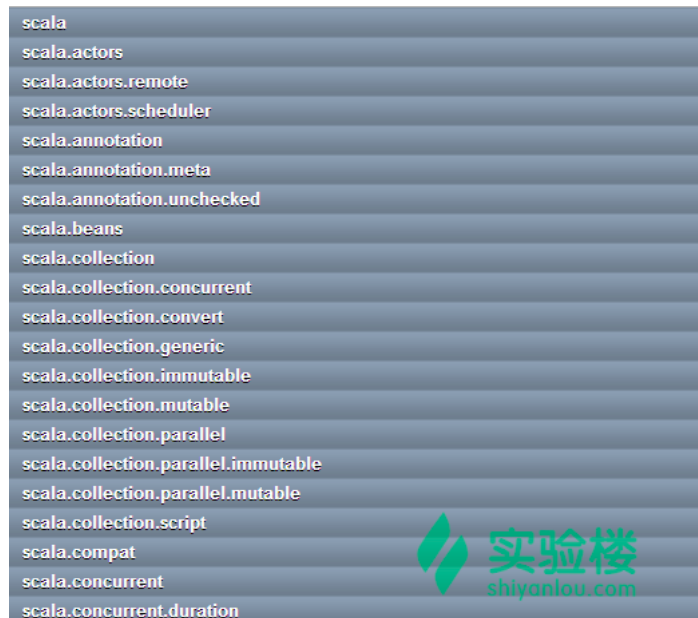 scala
scala.actors
scala.actors.remote
scala.actors.scheduler
scala.annotation
scala.annotation.meta
scala.annotation.unchecked
scala.beans
scala.collection
scala.collection.concurrent
scala.collection.convert
scala.collection.generic
scala.collection.immutable
scala.collection.mutable
scala.collection.parallel
scala.collection.parallel.immutable
scala.collection.parallel.mutable
scala.collection.script
scala.compat
scala.concurrent
scala.concurrent.duration
实验楼
shiyanlou.com